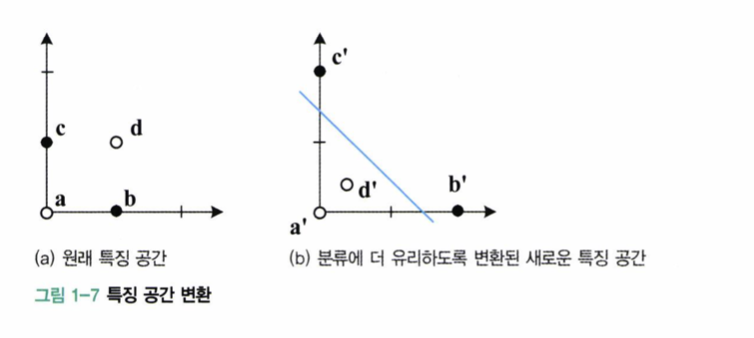 c
d
a
b
(a) 원래 특징 공간
c'
d'
b'
a'
(b) 분류에 더 유리하도록 변환된 새로운 특징 공간
그림 1-7 특징 공간 변환